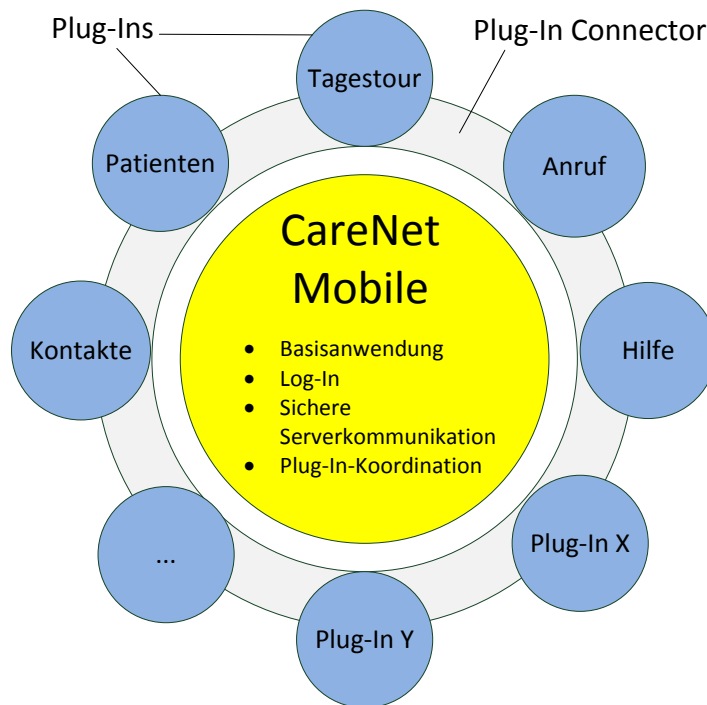 Plug-Ins
Plug-In Connector
Tagestour
Patienten
Anruf
CareNet
Mobile
Kontakte
Hilfe
• Basisanwendung
• Log-In
• Sichere
Serverkommunikation
• Plug-In-Koordination
...
Plug-In X
Plug-In Y